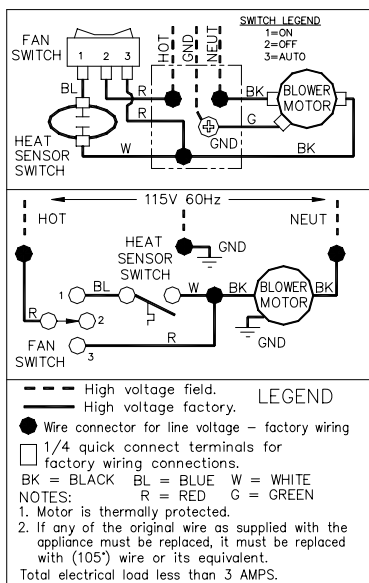 SWITCH LEGEND
1=ON
2=OFF
3=AUTO
FAN
SWITCH
1 2 3
HOT
GND
NEUT
BL
R
R
BK
BLOWER
MOTOR
G
GND
HEAT
SENSOR
SWITCH
W
BK
115V 60Hz
HOT
NEUT
HEAT
SENSOR
SWITCH
GND
1
BL
W
BK
BLOWER
MOTOR
BK
R
2
R
GND
FAN
SWITCH
3
High voltage field.
High voltage factory.
LEGEND
Wire connector for line voltage – factory wiring
1/4 quick connect terminals for
factory wiring connections.
BK = BLACK BL = BLUE W = WHITE
NOTES: R = RED G = GREEN
1. Motor is thermally protected.
2. If any of the original wire as supplied with the
appliance must be replaced, it must be replaced
with (105°) wire or its equivalent.
Total electrical load less than 3 AMPS.